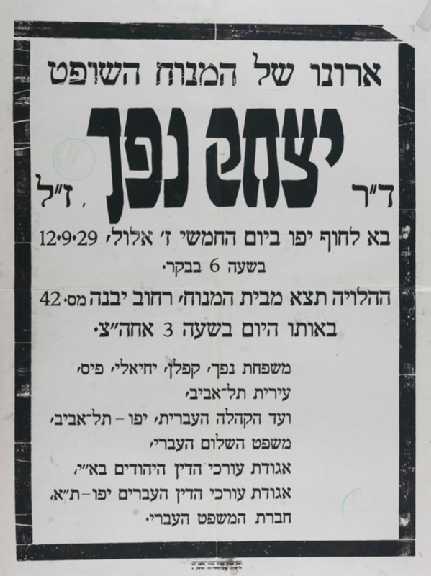 ארונו של המנוח השופט
ד״ר יצחק נפך, ז״ל
בא לחוף יפו ביום החמשי ז׳ אלול, 12·9·29
בשעה 6 בבקר.
ההלויה תצא מבית המנוח, רחוב יבנה מס. 42
באותו היום בשעה 3 אחה״צ.
משפחת נפך, קפלן, יחיאלי, פיס,
עירית תל־אביב,
ועד הקהלה העברית, יפו – תל־אביב,
משפט השלום העברי,
אגודת עורכי הדין היהודים בא״י,
אגודת עורכי הדין העברים יפו–ת״א,
חברת המשפט העברי.